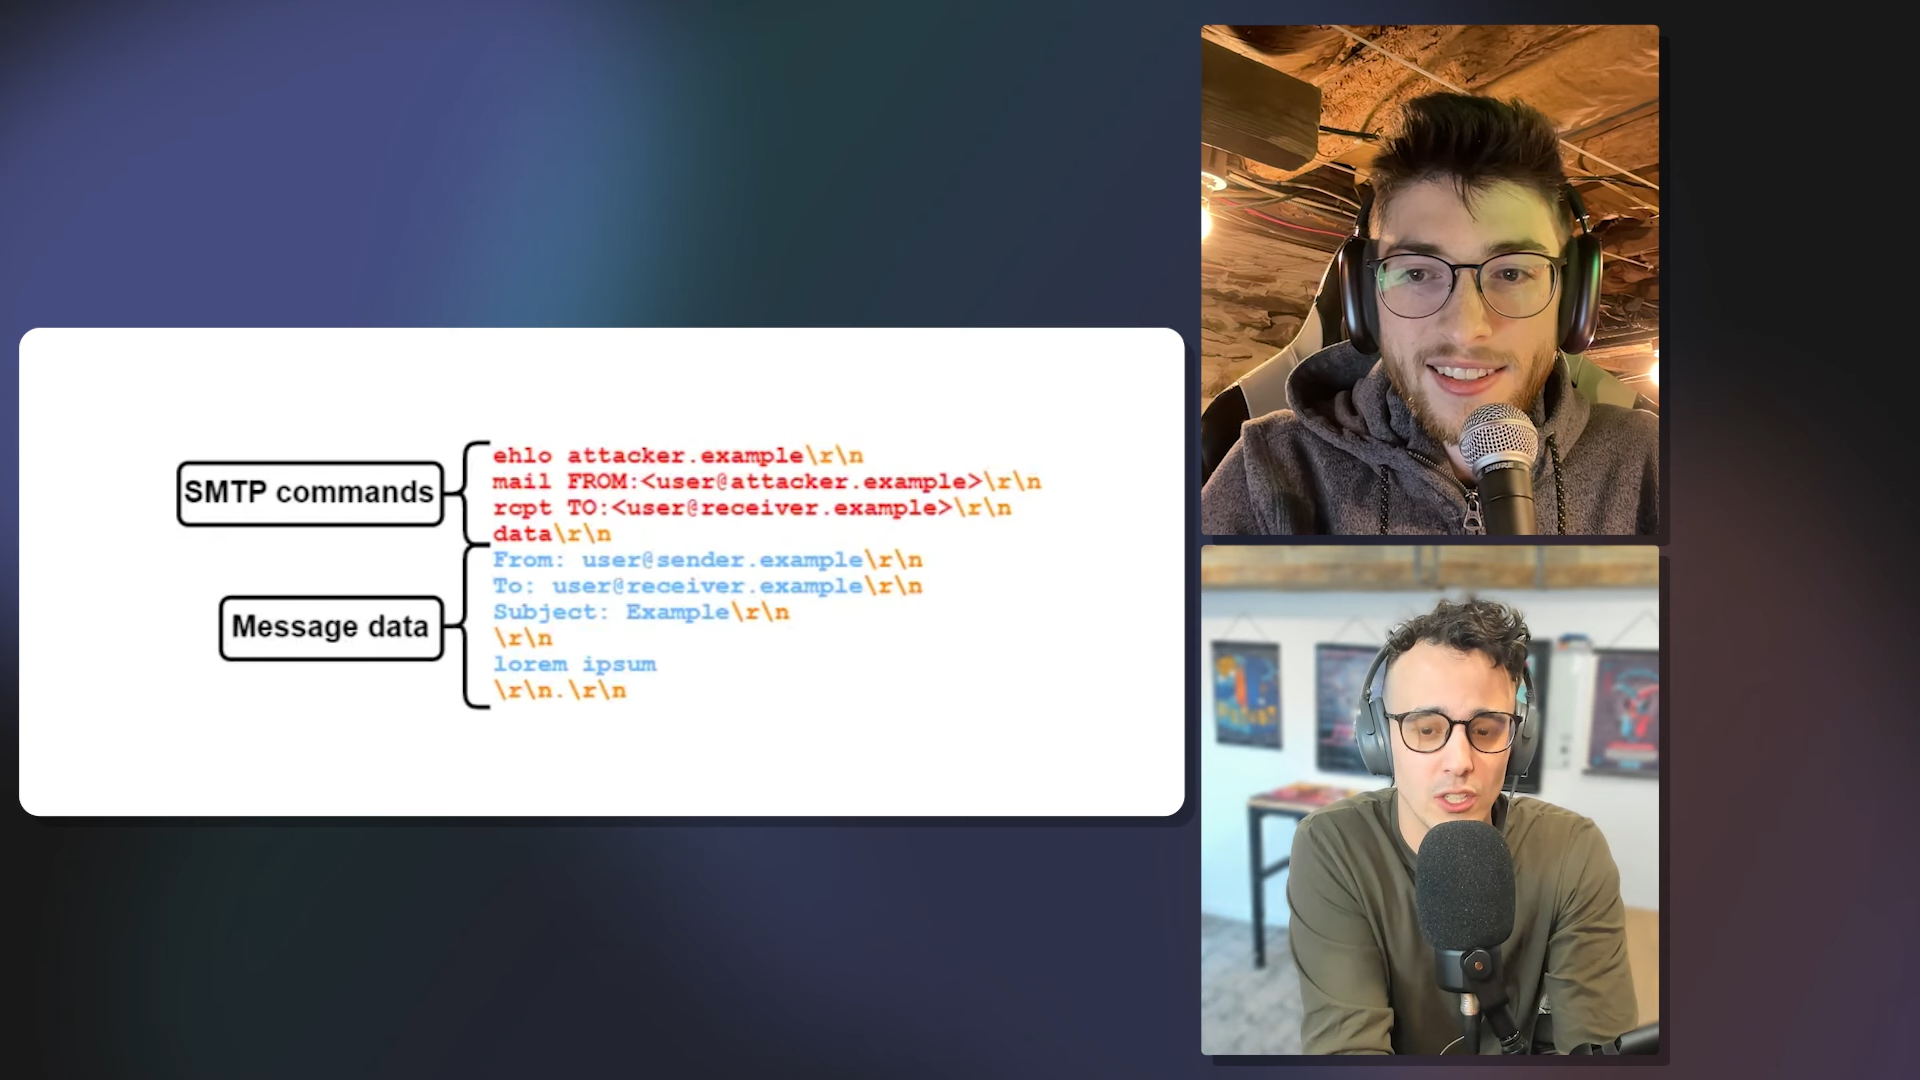 SMTP commands
ehlo attacker.example\r\n
mail FROM:<user@attacker.example>\r\n
rcpt TO:<user@receiver.example>\r\n
data\r\n
Message data
From: user@sender.example\r\n
To: user@receiver.example\r\n
Subject: Example\r\n
\r\n
lorem ipsum
\r\n.\r\n
SHURE